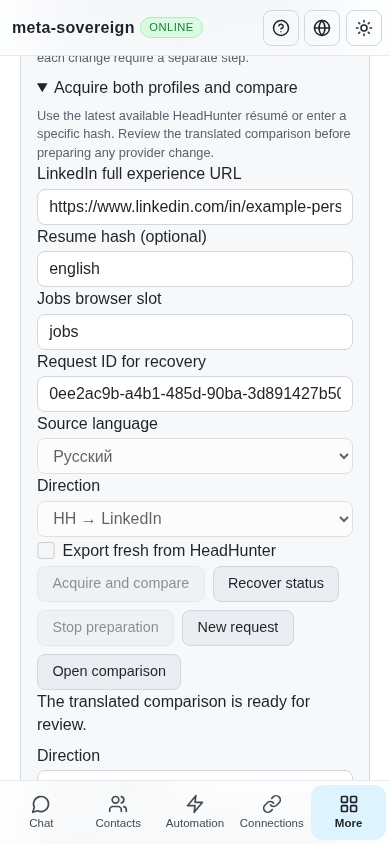 meta-sovereign ONLINE
each change require a separate step.
▼ Acquire both profiles and compare
Use the latest available HeadHunter résumé or enter a
specific hash. Review the translated comparison before
preparing any provider change.
LinkedIn full experience URL
https://www.linkedin.com/in/example-pers
Resume hash (optional)
english
Jobs browser slot
jobs
Request ID for recovery
0ee2ac9b-a4b1-485d-90ba-3d891427b50
Source language
Русский
Direction
HH → LinkedIn
Export fresh from HeadHunter
Acquire and compare Recover status
Stop preparation New request
Open comparison
The translated comparison is ready for
review.
Direction
Chat Contacts Automation Connections More